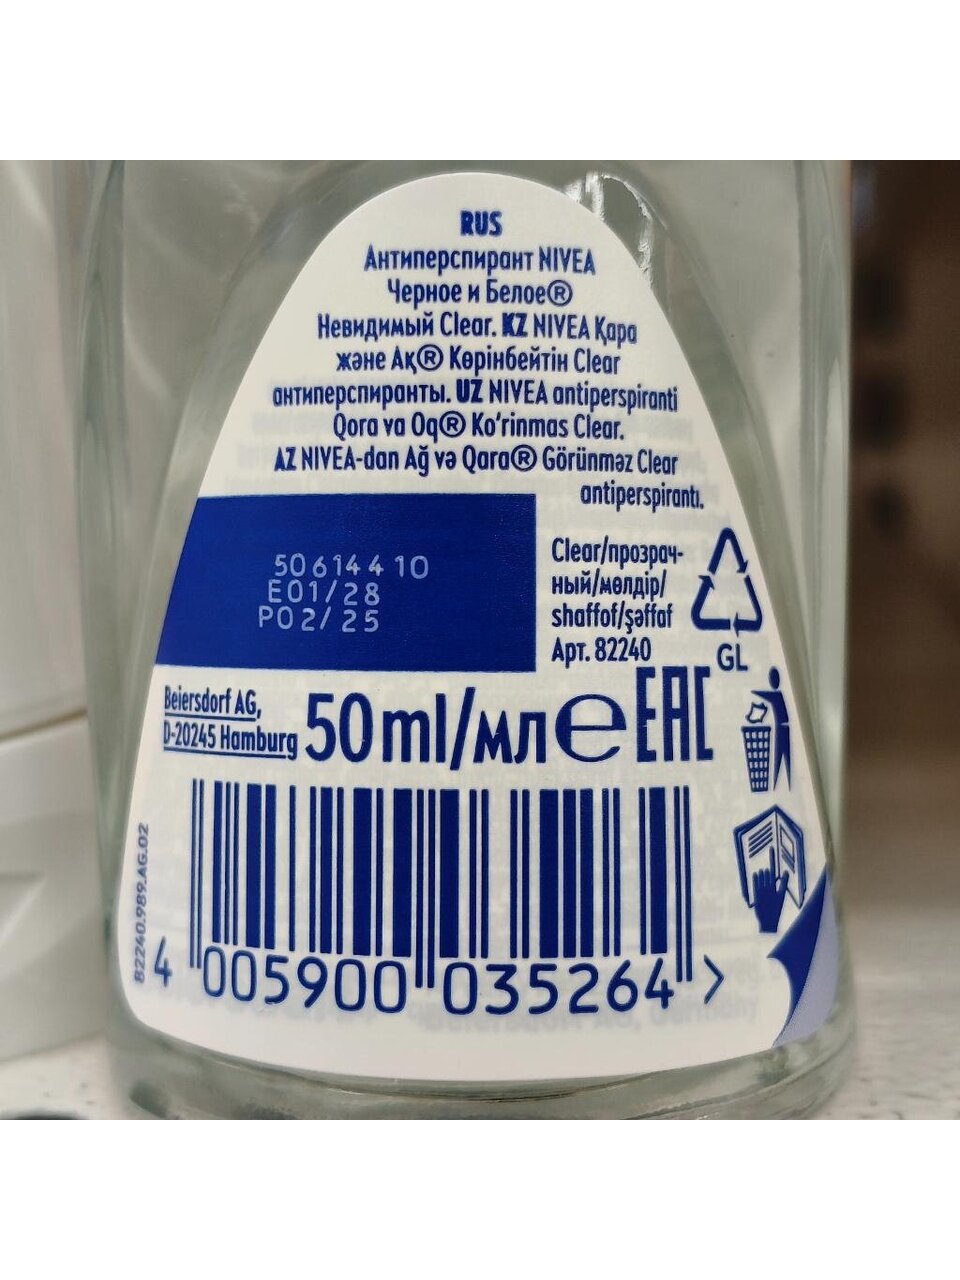 RUS
Антиперспирант NIVEA
Черное и Белое®
Невидимый Clear. KZ NIVEA Қара
және Ақ® Көрінбейтін Clear
антиперспиранты. UZ NIVEA antiperspiranti
Qora va Oq® Ko‘rinmas Clear.
AZ NIVEA-dan Ağ və Qara® Görünməz Clear
antiperspirantı.
50614410
E01/28
P02/25
Clear/прозрач-
ный/мөлдір/
shaffof/şəffaf
Арт. 82240
GL
Beiersdorf AG,
D-20245 Hamburg
50ml/мл℮ EAC
82240.989.AG.02
4 005900 035264 >